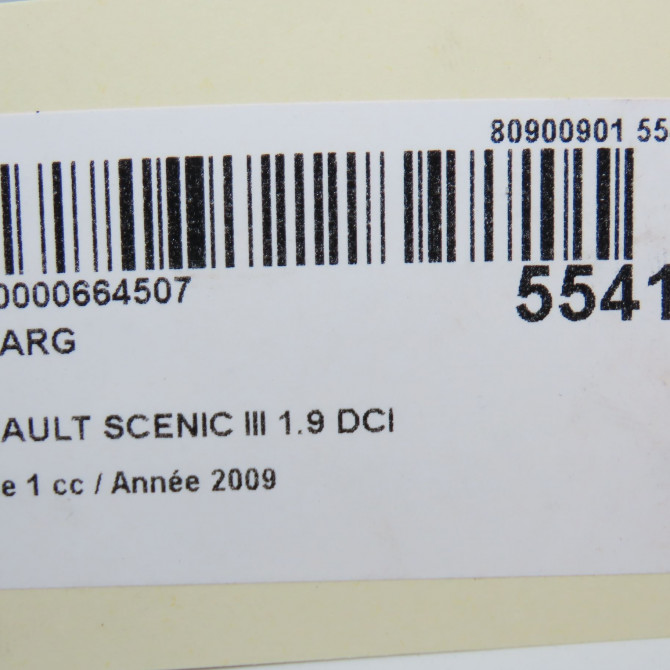 80900901 55
0000664507
5541
ARG
AULT SCENIC III 1.9 DCI
e 1 cc / Année 2009